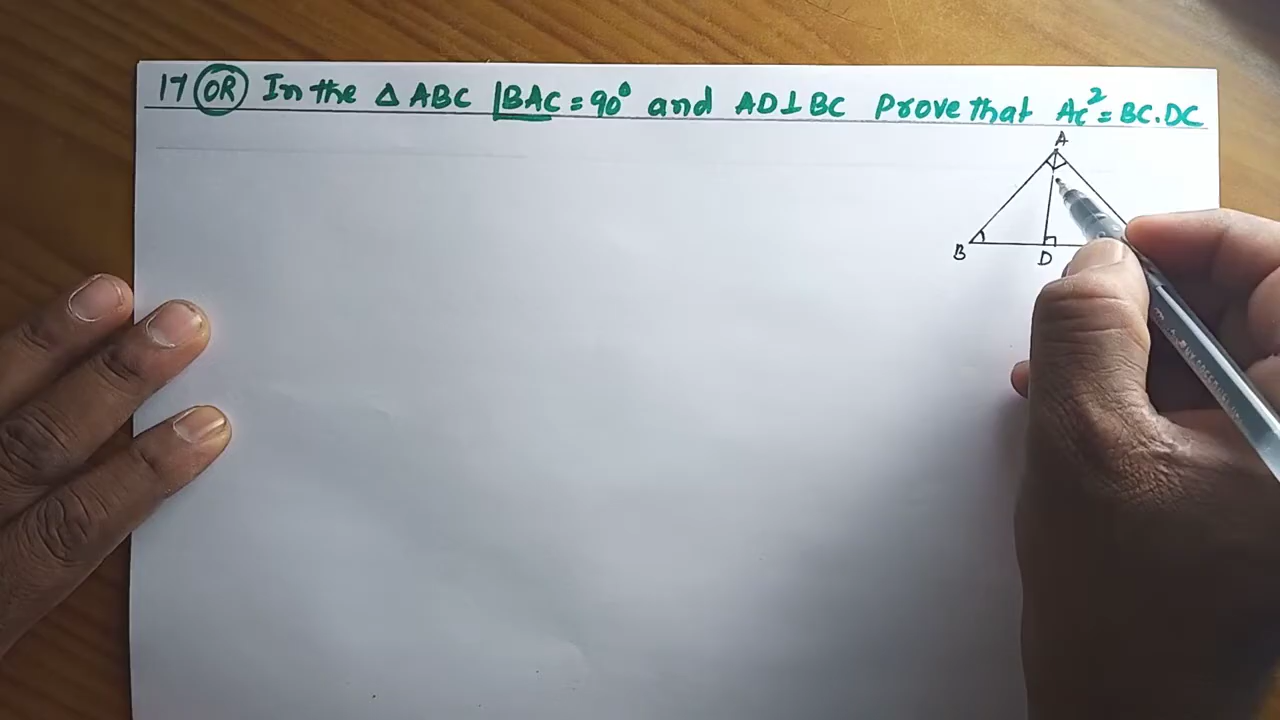 17 OR In the △ ABC ∠BAC = 90° and AD⊥BC Prove that AC² = BC.DC
A
B
D